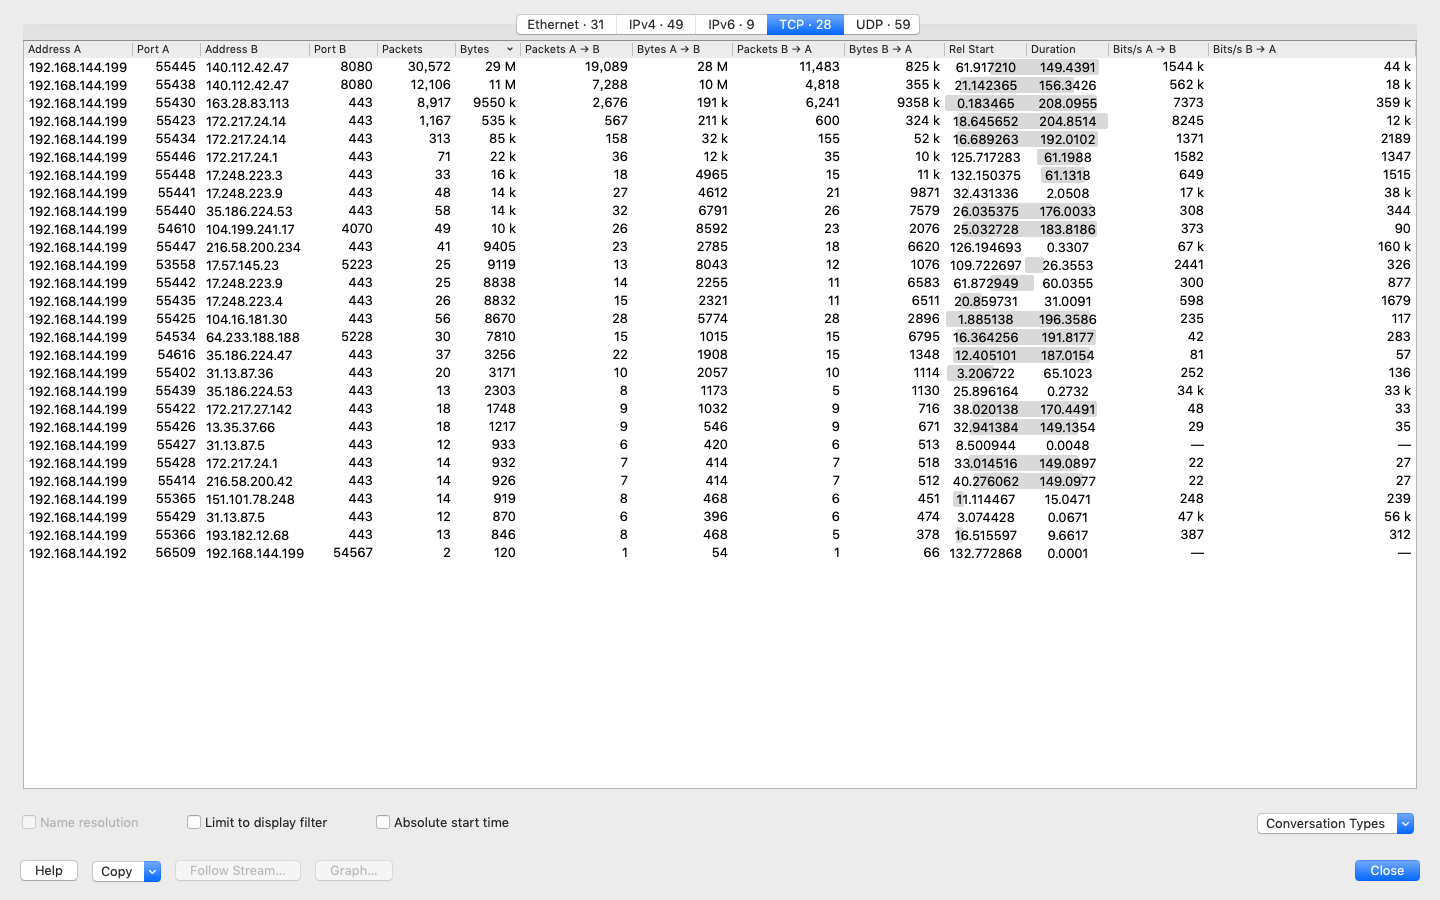 Ethernet · 31 IPv4 · 49 IPv6 · 9 TCP · 28 UDP · 59
Address A Port A Address B Port B Packets Bytes Packets A → B Bytes A → B Packets B → A Bytes B → A Rel Start Duration Bits/s A → B Bits/s B → A
192.168.144.199 55445 140.112.42.47 8080 30,572 29 M 19,089 28 M 11,483 825 k 61.917210 149.4391 1544 k 44 k
192.168.144.199 55438 140.112.42.47 8080 12,106 11 M 7,288 10 M 4,818 355 k 21.142365 156.3426 562 k 18 k
192.168.144.199 55430 163.28.83.113 443 8,917 9550 k 2,676 191 k 6,241 9358 k 0.183465 208.0955 7373 359 k
192.168.144.199 55423 172.217.24.14 443 1,167 535 k 567 211 k 600 324 k 18.645652 204.8514 8245 12 k
192.168.144.199 55434 172.217.24.14 443 313 85 k 158 32 k 155 52 k 16.689263 192.0102 1371 2189
192.168.144.199 55446 172.217.24.1 443 71 22 k 36 12 k 35 10 k 125.717283 61.1988 1582 1347
192.168.144.199 55448 17.248.223.3 443 33 16 k 18 4965 15 11 k 132.150375 61.1318 649 1515
192.168.144.199 55441 17.248.223.9 443 48 14 k 27 4612 21 9871 32.431336 2.0508 17 k 38 k
192.168.144.199 55440 35.186.224.53 443 58 14 k 32 6791 26 7579 26.035375 176.0033 308 344
192.168.144.199 54610 104.199.241.17 4070 49 10 k 26 8592 23 2076 25.032728 183.8186 373 90
192.168.144.199 55447 216.58.200.234 443 41 9405 23 2785 18 6620 126.194693 0.3307 67 k 160 k
192.168.144.199 53558 17.57.145.23 5223 25 9119 13 8043 12 1076 109.722697 26.3553 2441 326
192.168.144.199 55442 17.248.223.9 443 25 8838 14 2255 11 6583 61.872949 60.0355 300 877
192.168.144.199 55435 17.248.223.4 443 26 8832 15 2321 11 6511 20.859731 31.0091 598 1679
192.168.144.199 55425 104.16.181.30 443 56 8670 28 5774 28 2896 1.885138 196.3586 235 117
192.168.144.199 54534 64.233.188.188 5228 30 7810 15 1015 15 6795 16.364256 191.8177 42 283
192.168.144.199 54616 35.186.224.47 443 37 3256 22 1908 15 1348 12.405101 187.0154 81 57
192.168.144.199 55402 31.13.87.36 443 20 3171 10 2057 10 1114 3.206722 65.1023 252 136
192.168.144.199 55439 35.186.224.53 443 13 2303 8 1173 5 1130 25.896164 0.2732 34 k 33 k
192.168.144.199 55422 172.217.27.142 443 18 1748 9 1032 9 716 38.020138 170.4491 48 33
192.168.144.199 55426 13.35.37.66 443 18 1217 9 546 9 671 32.941384 149.1354 29 35
192.168.144.199 55427 31.13.87.5 443 12 933 6 420 6 513 8.500944 0.0048 — —
192.168.144.199 55428 172.217.24.1 443 14 932 7 414 7 518 33.014516 149.0897 22 27
192.168.144.199 55414 216.58.200.42 443 14 926 7 414 7 512 40.276062 149.0977 22 27
192.168.144.199 55365 151.101.78.248 443 14 919 8 468 6 451 11.114467 15.0471 248 239
192.168.144.199 55429 31.13.87.5 443 12 870 6 396 6 474 3.074428 0.0671 47 k 56 k
192.168.144.199 55366 193.182.12.68 443 13 846 8 468 5 378 16.515597 9.6617 387 312
192.168.144.192 56509 192.168.144.199 54567 2 120 1 54 1 66 132.772868 0.0001 — —
Name resolution Limit to display filter Absolute start time Conversation Types
Help Copy Follow Stream... Graph... Close